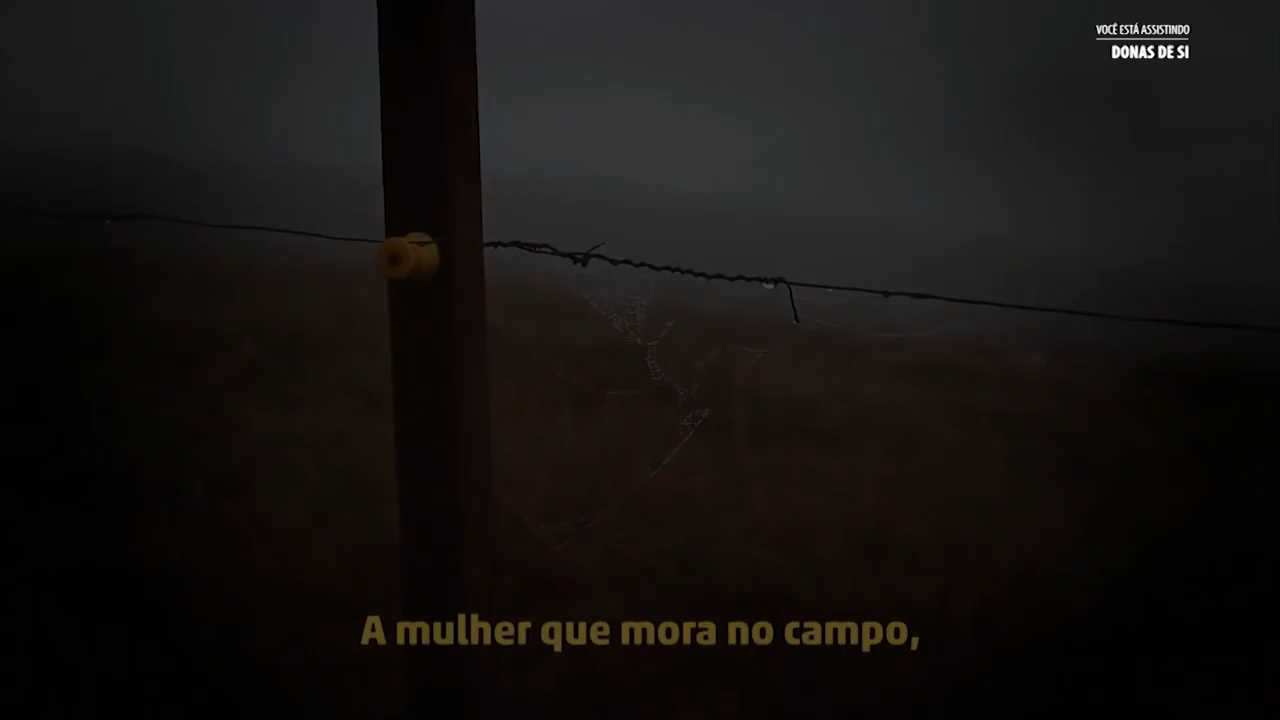 VOCÊ ESTÁ ASSISTINDO
DONAS DE SI
A mulher que mora no campo,